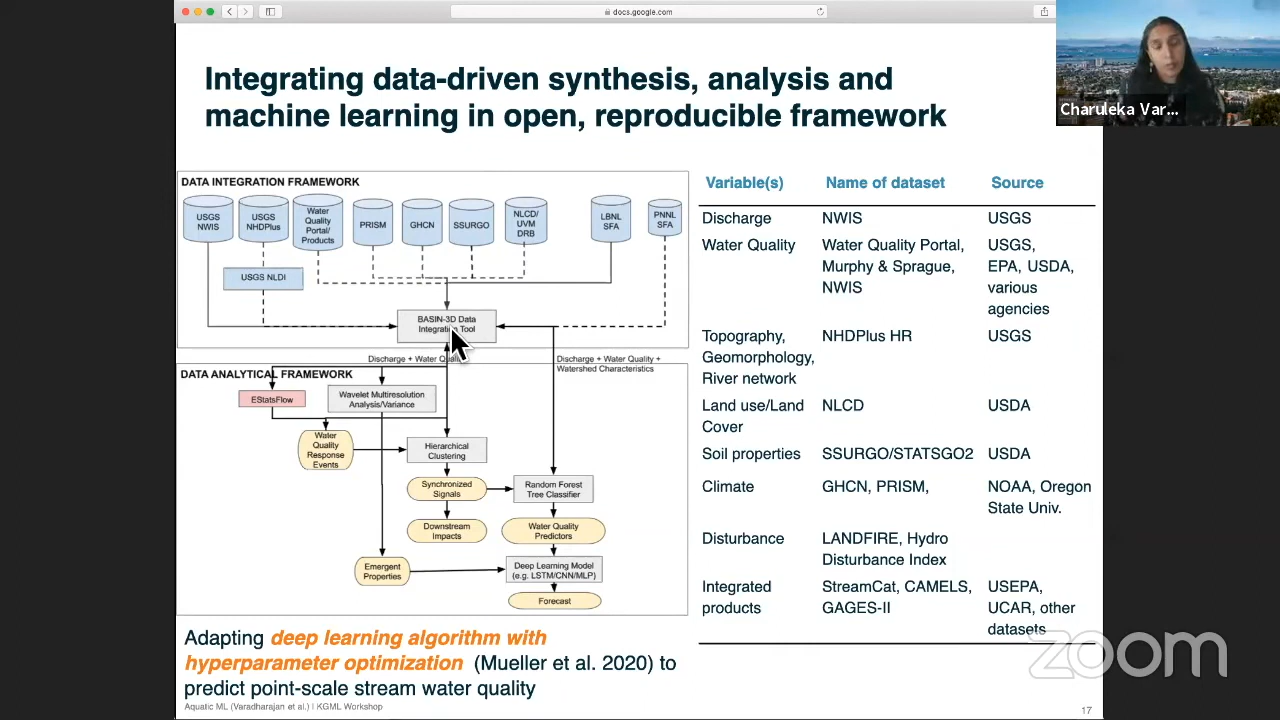 docs.google.com
Charuleka Var...
Integrating data-driven synthesis, analysis and
machine learning in open, reproducible framework
DATA INTEGRATION FRAMEWORK
USGS
NWIS
USGS
NHDPlus
Water
Quality
Portal/
Products
PRISM
GHCN
SSURGO
NLCD/
UVM
DRB
LBNL
SFA
PNNL
SFA
USGS NLDI
BASIN-3D Data
Integration Tool
Discharge + Water Quality
Discharge + Water Quality +
Watershed Characteristics
DATA ANALYTICAL FRAMEWORK
EStatsFlow
Wavelet Multiresolution
Analysis/Variance
Water
Quality
Response
Events
Hierarchical
Clustering
Synchronized
Signals
Random Forest
Tree Classifier
Downstream
Impacts
Water Quality
Predictors
Emergent
Properties
Deep Learning Model
(e.g. LSTM/CNN/MLP)
Forecast
Variable(s) Name of dataset Source
Discharge NWIS USGS
Water Quality Water Quality Portal, USGS,
Murphy & Sprague, EPA, USDA,
NWIS various
agencies
Topography, NHDPlus HR USGS
Geomorphology,
River network
Land use/Land NLCD USDA
Cover
Soil properties SSURGO/STATSGO2 USDA
Climate GHCN, PRISM, NOAA, Oregon
State Univ.
Disturbance LANDFIRE, Hydro
Disturbance Index
Integrated StreamCat, CAMELS, USEPA,
products GAGES-II UCAR, other
datasets
Adapting deep learning algorithm with
hyperparameter optimization (Mueller et al. 2020) to
predict point-scale stream water quality
Aquatic ML (Varadharajan et al.) | KGML Workshop
17
zoom